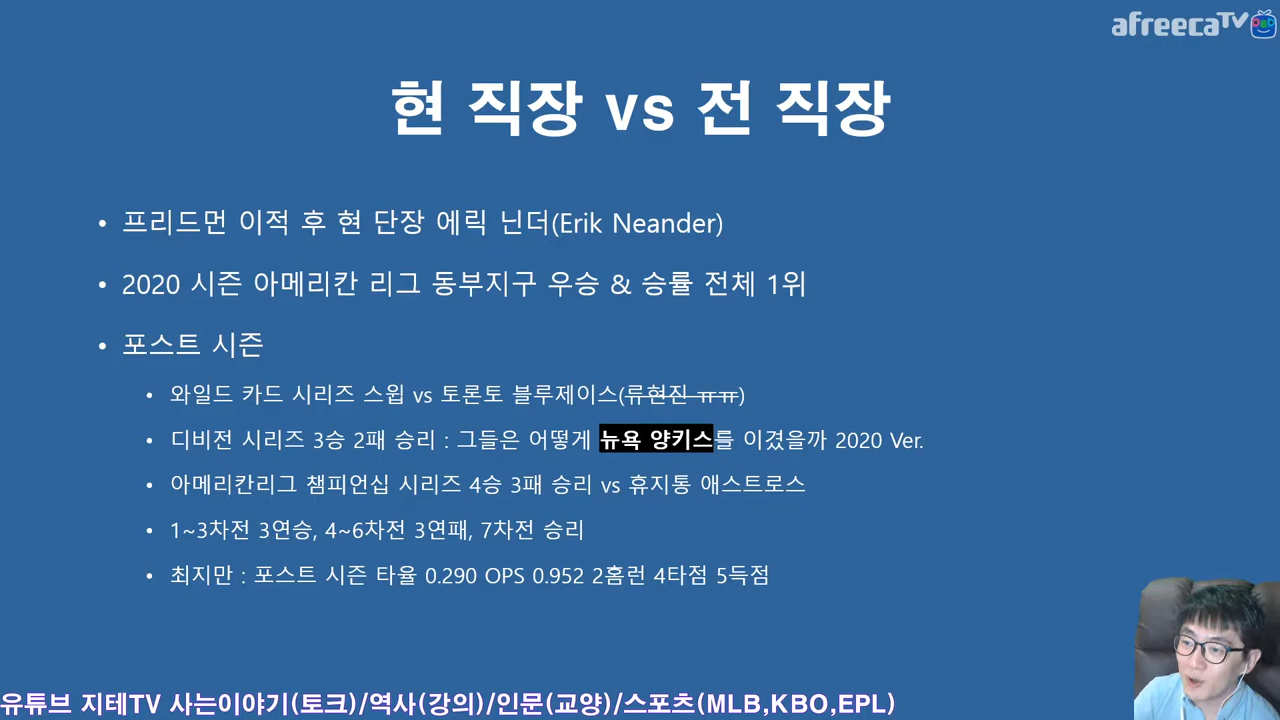 afreecaTV
현 직장 vs 전 직장
• 프리드먼 이적 후 현 단장 에릭 닌더(Erik Neander)
• 2020 시즌 아메리칸 리그 동부지구 우승 & 승률 전체 1위
• 포스트 시즌
• 와일드 카드 시리즈 스윕 vs 토론토 블루제이스(류현진 ㅠㅠ)
• 디비전 시리즈 3승 2패 승리 : 그들은 어떻게 뉴욕 양키스를 이겼을까 2020 Ver.
• 아메리칸리그 챔피언십 시리즈 4승 3패 승리 vs 휴지통 애스트로스
• 1~3차전 3연승, 4~6차전 3연패, 7차전 승리
• 최지만 : 포스트 시즌 타율 0.290 OPS 0.952 2홈런 4타점 5득점
유튜브 지테TV 사는이야기(토크)/역사(강의)/인문(교양)/스포츠(MLB,KBO,EPL)